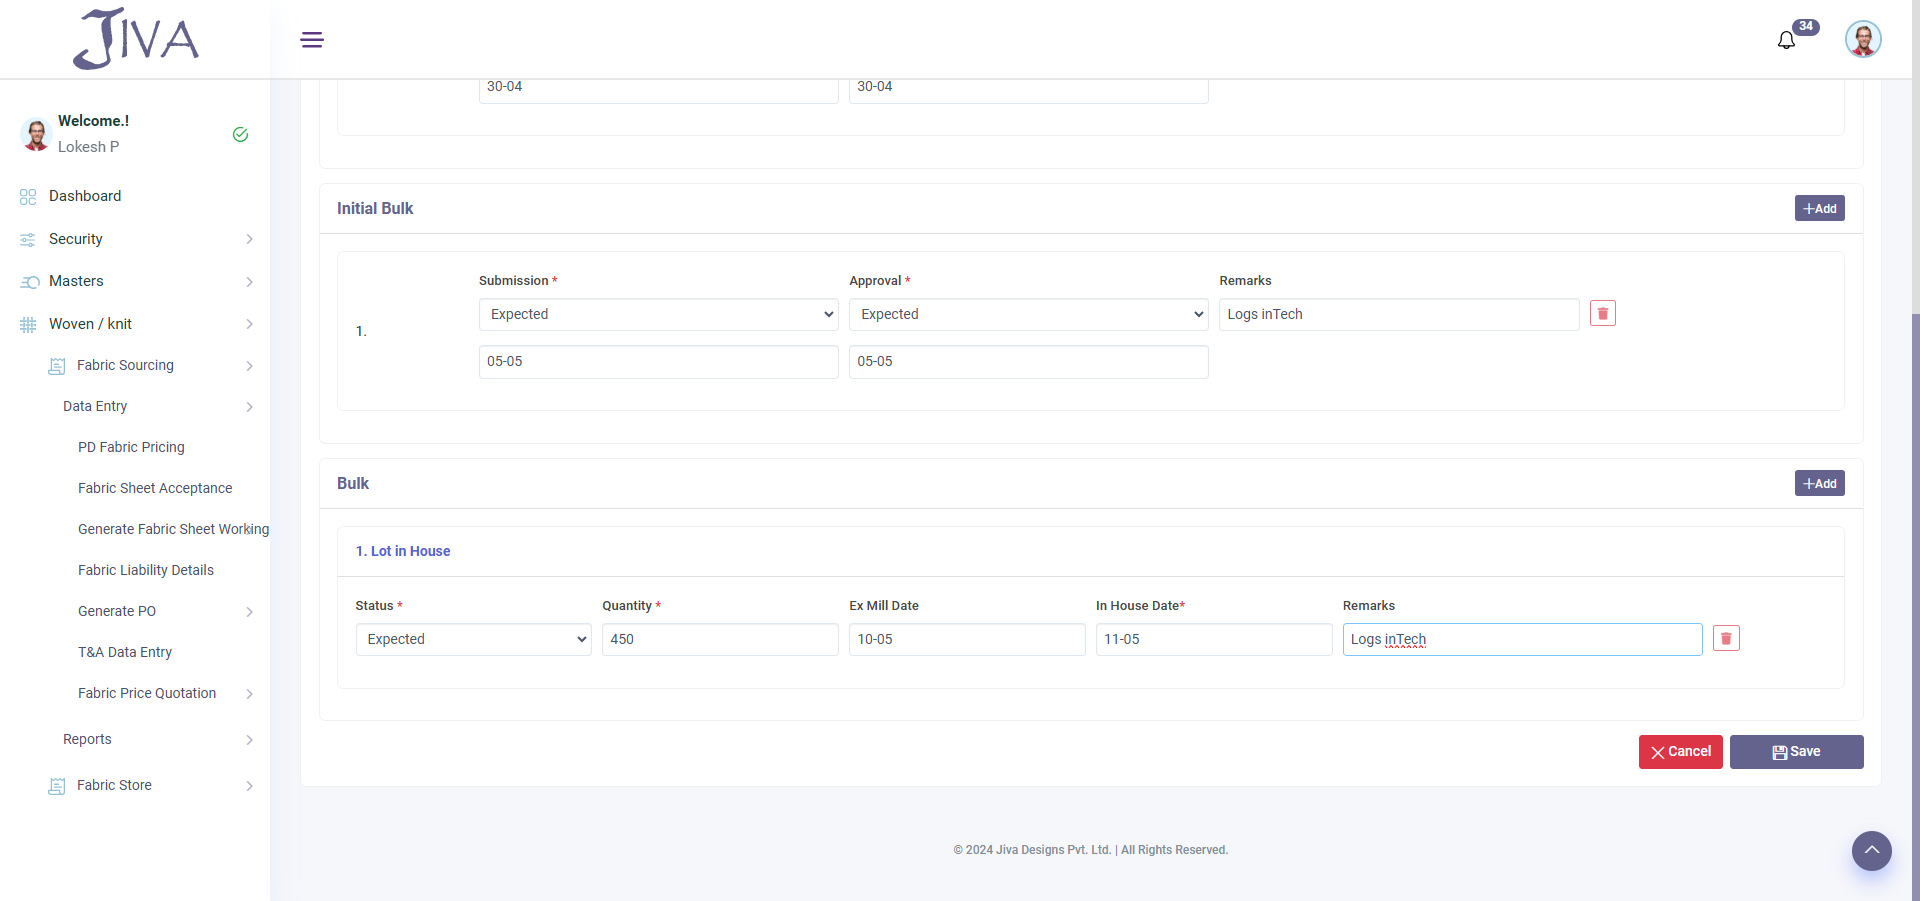 JIVA
34
Welcome.!
Lokesh P
Dashboard
Security
Masters
Woven / knit
Fabric Sourcing
Data Entry
PD Fabric Pricing
Fabric Sheet Acceptance
Generate Fabric Sheet Working
Fabric Liability Details
Generate PO
T&A Data Entry
Fabric Price Quotation
Reports
Fabric Store
30-04 30-04
Initial Bulk +Add
Submission * Approval * Remarks
1. Expected Expected Logs inTech
05-05 05-05
Bulk +Add
1. Lot in House
Status * Quantity * Ex Mill Date In House Date* Remarks
Expected 450 10-05 11-05 Logs inTech
Cancel Save
© 2024 Jiva Designs Pvt. Ltd. | All Rights Reserved.